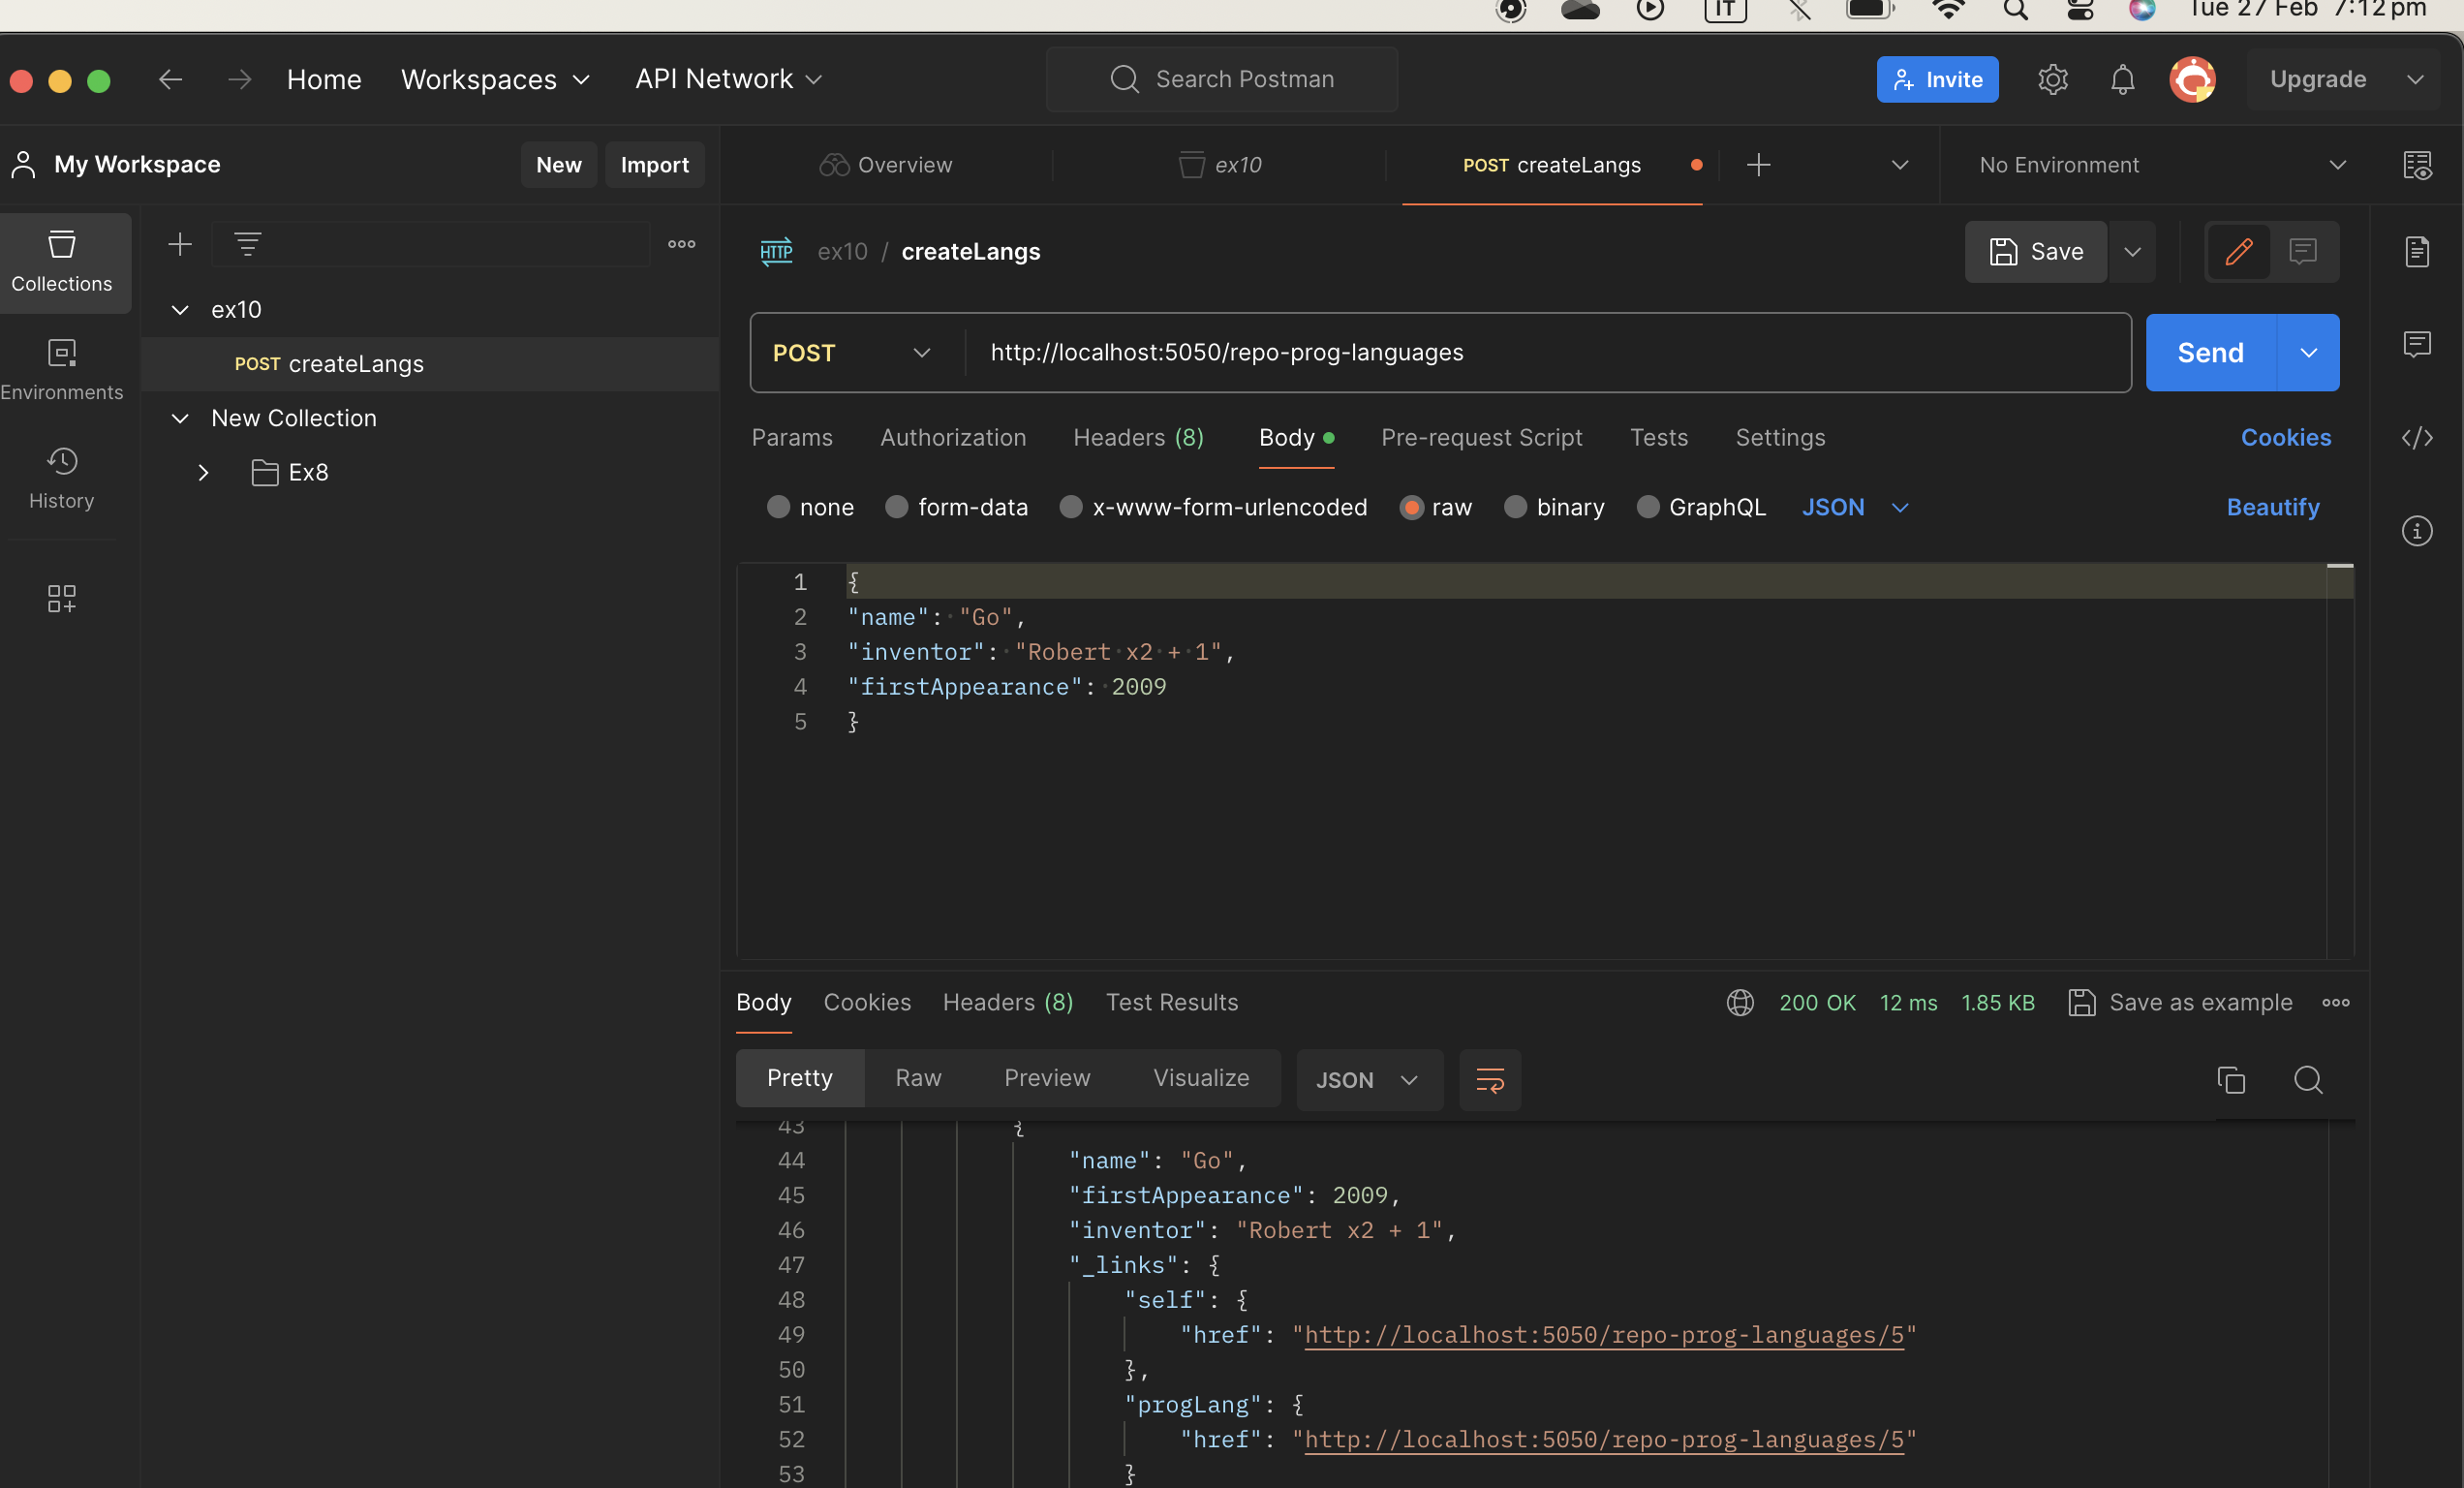 IT
Tue 27 Feb 7:12 pm
Home
Workspaces
API Network
Search Postman
Invite
Upgrade
My Workspace
New
Import
Overview
ex10
POST createLangs
No Environment
Collections
Environments
History
ex10
POST createLangs
New Collection
Ex8
HTTP
ex10 / createLangs
Save
POST
http://localhost:5050/repo-prog-languages
Send
Params
Authorization
Headers (8)
Body
Pre-request Script
Tests
Settings
Cookies
none
form-data
x-www-form-urlencoded
raw
binary
GraphQL
JSON
Beautify
1 {
2 "name": "Go",
3 "inventor": "Robert x2 + 1",
4 "firstAppearance": 2009
5 }
Body
Cookies
Headers (8)
Test Results
200 OK
12 ms
1.85 KB
Save as example
Pretty
Raw
Preview
Visualize
JSON
43 {
44 "name": "Go",
45 "firstAppearance": 2009,
46 "inventor": "Robert x2 + 1",
47 "_links": {
48 "self": {
49 "href": "http://localhost:5050/repo-prog-languages/5"
50 },
51 "progLang": {
52 "href": "http://localhost:5050/repo-prog-languages/5"
53 }